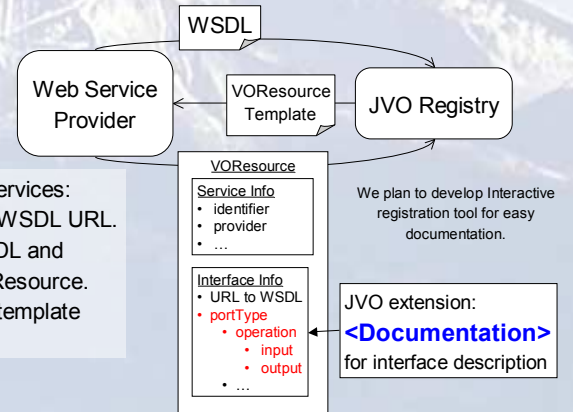 WSDL
Web Service
Provider
VOResource
Template
JVO Registry
ervices:
WSDL URL.
DL and
Resource.
template
VOResource
Service Info
• identifier
• provider
• ...
Interface Info
• URL to WSDL
• portType
• operation
• input
• output
• ...
We plan to develop Interactive
registration tool for easy
documentation.
JVO extension:
<Documentation>
for interface description